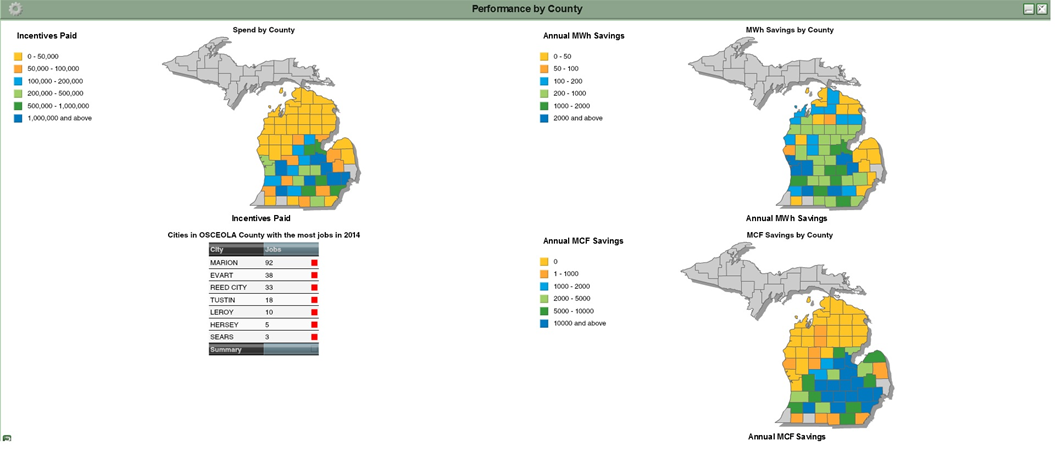 Performance by County
Incentives Paid
0 - 50,000
50,000 - 100,000
100,000 - 200,000
200,000 - 500,000
500,000 - 1,000,000
1,000,000 and above
Spend by County
Incentives Paid
Annual MWh Savings
0 - 50
50 - 100
100 - 200
200 - 1000
1000 - 2000
2000 and above
MWh Savings by County
Annual MWh Savings
Cities in OSCEOLA County with the most jobs in 2014
City Jobs
MARION 92
EVART 38
REED CITY 33
TUSTIN 18
LEROY 10
HERSEY 5
SEARS 3
Summary
Annual MCF Savings
0
1 - 1000
1000 - 2000
2000 - 5000
5000 - 10000
10000 and above
MCF Savings by County
Annual MCF Savings